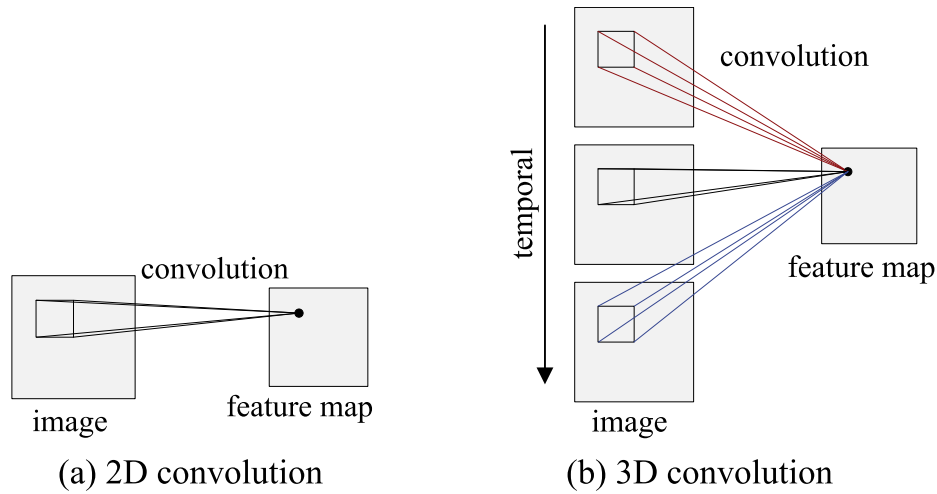 convolution
image
feature map
(a) 2D convolution
temporal
convolution
feature map
image
(b) 3D convolution